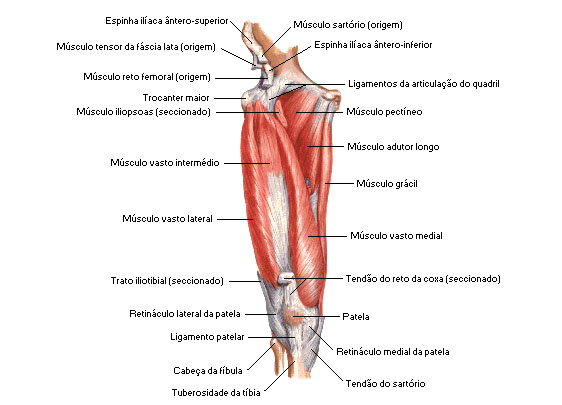 Espinha ilíaca ântero-superior
Músculo sartório (origem)
Músculo tensor da fáscia lata (origem)
Espinha ilíaca ântero-inferior
Músculo reto femoral (origem)
Ligamentos da articulação do quadril
Trocanter maior
Músculo iliopsoas (seccionado)
Músculo pectíneo
Músculo adutor longo
Músculo vasto intermédio
Músculo grácil
Músculo vasto lateral
Músculo vasto medial
Trato iliotibial (seccionado)
Tendão do reto da coxa (seccionado)
Retináculo lateral da patela
Patela
Ligamento patelar
Retináculo medial da patela
Cabeça da fíbula
Tendão do sartório
Tuberosidade da tíbia